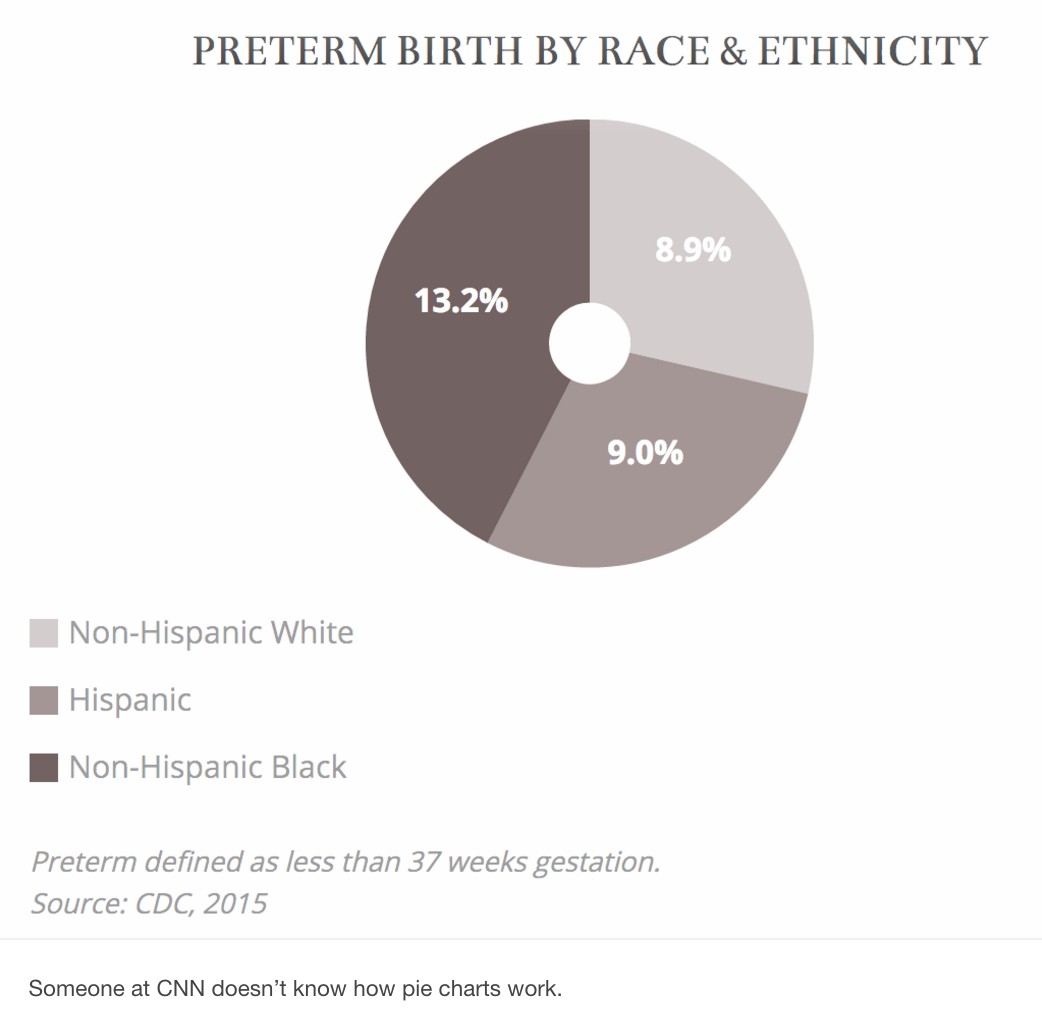 PRETERM BIRTH BY RACE & ETHNICITY
8.9%
13.2%
9.0%
Non-Hispanic White
Hispanic
Non-Hispanic Black
Preterm defined as less than 37 weeks gestation.
Source: CDC, 2015
Someone at CNN doesn’t know how pie charts work.